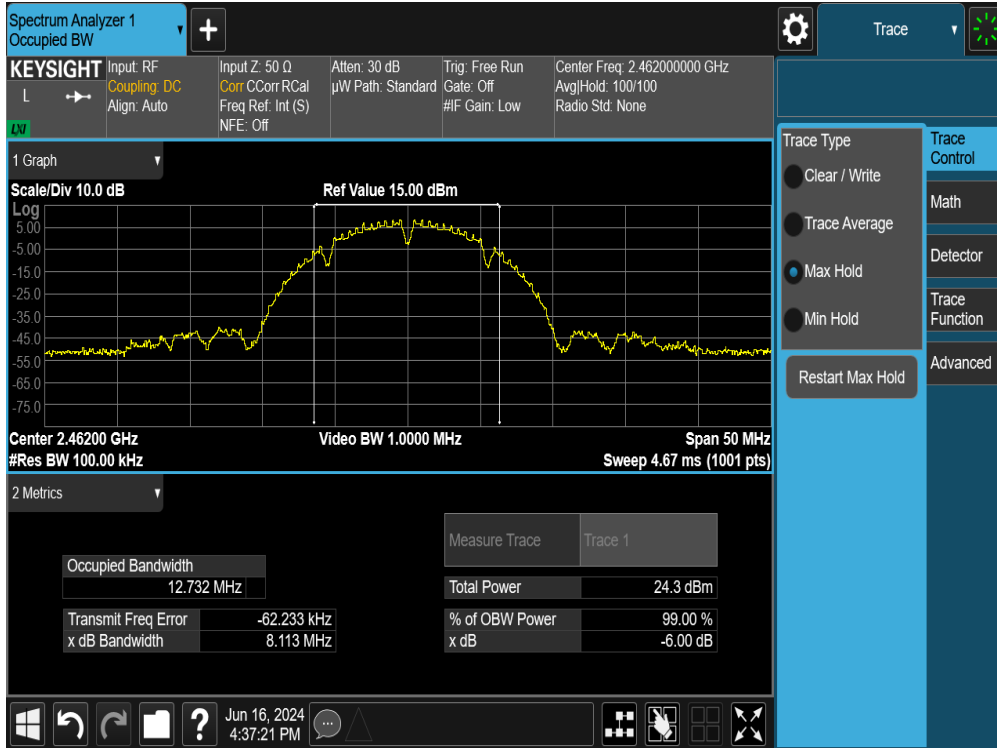 Spectrum Analyzer 1
Occupied BW
+
Trace
KEYSIGHT
L
LXI
Input: RF
Coupling: DC
Align: Auto
Input Z: 50 Ω
Corr CCorr RCal
Freq Ref: Int (S)
NFE: Off
Atten: 30 dB
µW Path: Standard
Trig: Free Run
Gate: Off
#IF Gain: Low
Center Freq: 2.462000000 GHz
Avg|Hold: 100/100
Radio Std: None
1 Graph
Scale/Div 10.0 dB
Ref Value 15.00 dBm
Log
5.00
-5.00
-15.0
-25.0
-35.0
-45.0
-55.0
-65.0
-75.0
Center 2.46200 GHz
Video BW 1.0000 MHz
Span 50 MHz
#Res BW 100.00 kHz
Sweep 4.67 ms (1001 pts)
2 Metrics
Measure Trace Trace 1
Occupied Bandwidth
12.732 MHz
Total Power 24.3 dBm
Transmit Freq Error -62.233 kHz
% of OBW Power 99.00 %
x dB Bandwidth 8.113 MHz
x dB -6.00 dB
Trace Type
Clear / Write
Trace Average
Max Hold
Min Hold
Restart Max Hold
Trace
Control
Math
Detector
Trace
Function
Advanced
?
Jun 16, 2024
4:37:21 PM